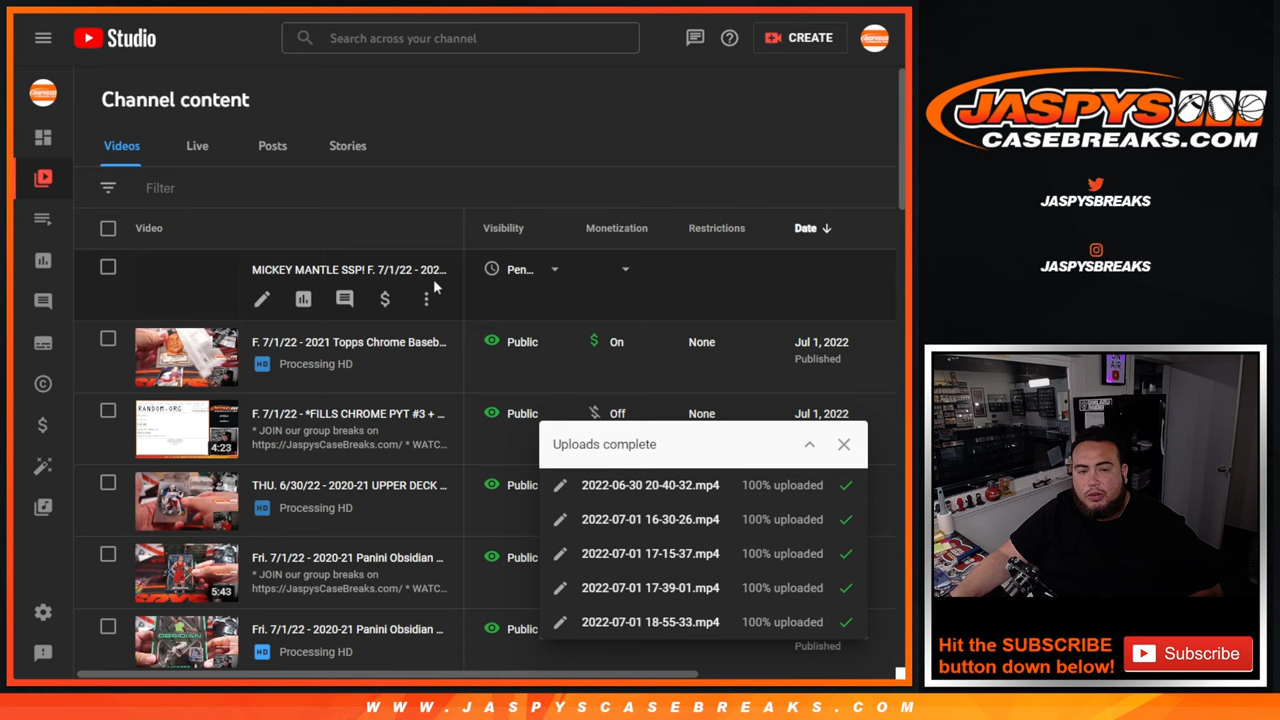 Studio
Search across your channel
CREATE
Channel content
Videos
Live
Posts
Stories
Filter
Video
Visibility
Monetization
Restrictions
Date
MICKEY MANTLE SSP! F. 7/1/22 - 202...
Pen...
F. 7/1/22 - 2021 Topps Chrome Baseb...
Processing HD
Public
On
None
Jul 1, 2022
Published
RANDOM.ORG
4:23
F. 7/1/22 - *FILLS CHROME PYT #3 + ...
* JOIN our group breaks on
https://JaspysCaseBreaks.com/ * WATC...
Public
Off
None
Jul 1, 2022
THU. 6/30/22 - 2020-21 UPPER DECK ...
Processing HD
Public
5:43
Fri. 7/1/22 - 2020-21 Panini Obsidian ...
* JOIN our group breaks on
https://JaspysCaseBreaks.com/ * WATC...
Public
Fri. 7/1/22 - 2020-21 Panini Obsidian ...
Processing HD
Public
Published
Uploads complete
2022-06-30 20-40-32.mp4 100% uploaded
2022-07-01 16-30-26.mp4 100% uploaded
2022-07-01 17-15-37.mp4 100% uploaded
2022-07-01 17-39-01.mp4 100% uploaded
2022-07-01 18-55-33.mp4 100% uploaded
JASPYS
CASEBREAKS.COM
JASPYSBREAKS
JASPYSBREAKS
Hit the SUBSCRIBE
button down below!
Subscribe
WWW.JASPYSCASEBREAKS.COM